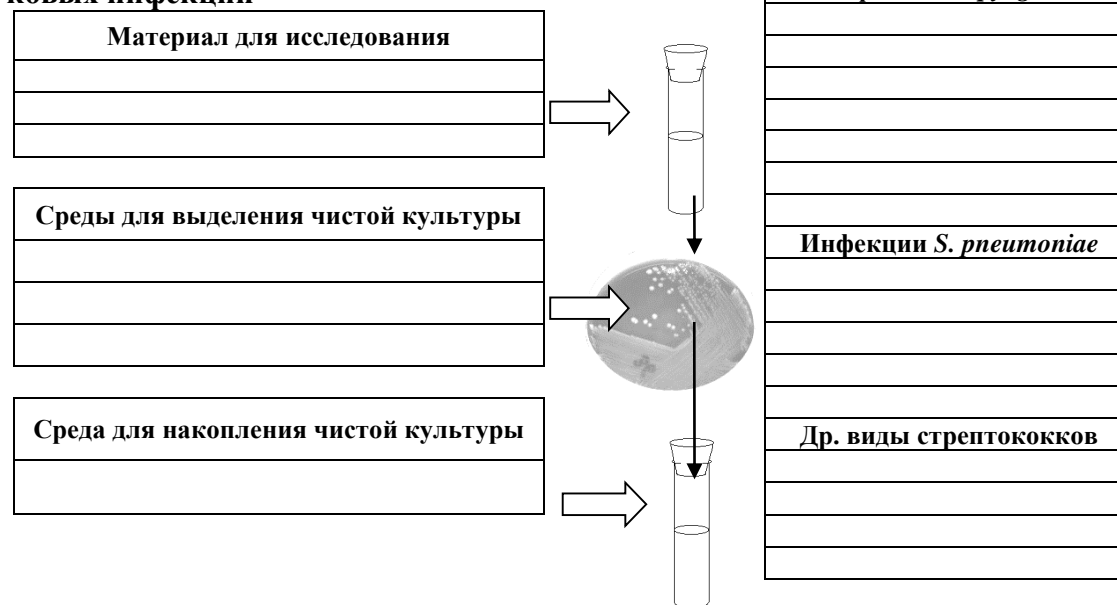 ковых инфекций
Материал для исследования
Среды для выделения чистой культуры
Среда для накопления чистой культуры
Инфекции S. pneumoniae
Др. виды стрептококков